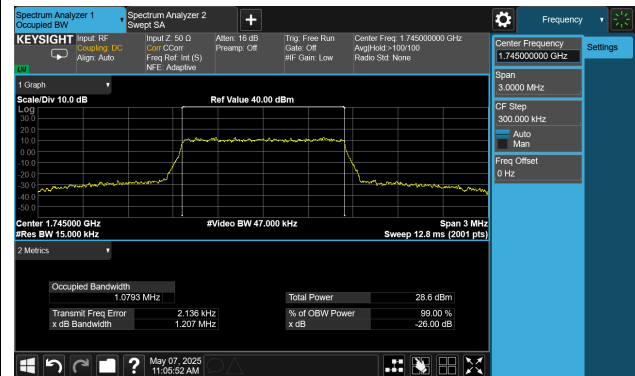 Spectrum Analyzer 1
Occupied BW
Spectrum Analyzer 2
Swept SA
Frequency
KEYSIGHT
Input: RF
Coupling: DC
Align: Auto
Input Z: 50 Ω
Corr CCorr
Freq Ref: Int (S)
NFE: Adaptive
Atten: 16 dB
Preamp: Off
Trig: Free Run
Gate: Off
#IF Gain: Low
Center Freq: 1.745000000 GHz
Avg|Hold:>100/100
Radio Std: None
LXI
Center Frequency
1.745000000 GHz
Settings
Span
3.0000 MHz
CF Step
300.000 kHz
Auto
Man
Freq Offset
0 Hz
1 Graph
Scale/Div 10.0 dB
Ref Value 40.00 dBm
Log
30.0
20.0
10.0
0.00
-10.0
-20.0
-30.0
-40.0
-50.0
Center 1.745000 GHz
#Video BW 47.000 kHz
Span 3 MHz
#Res BW 15.000 kHz
Sweep 12.8 ms (2001 pts)
2 Metrics
Occupied Bandwidth
1.0793 MHz
Total Power 28.6 dBm
Transmit Freq Error 2.136 kHz
% of OBW Power 99.00 %
x dB Bandwidth 1.207 MHz
x dB -26.00 dB
May 07, 2025
11:05:52 AM